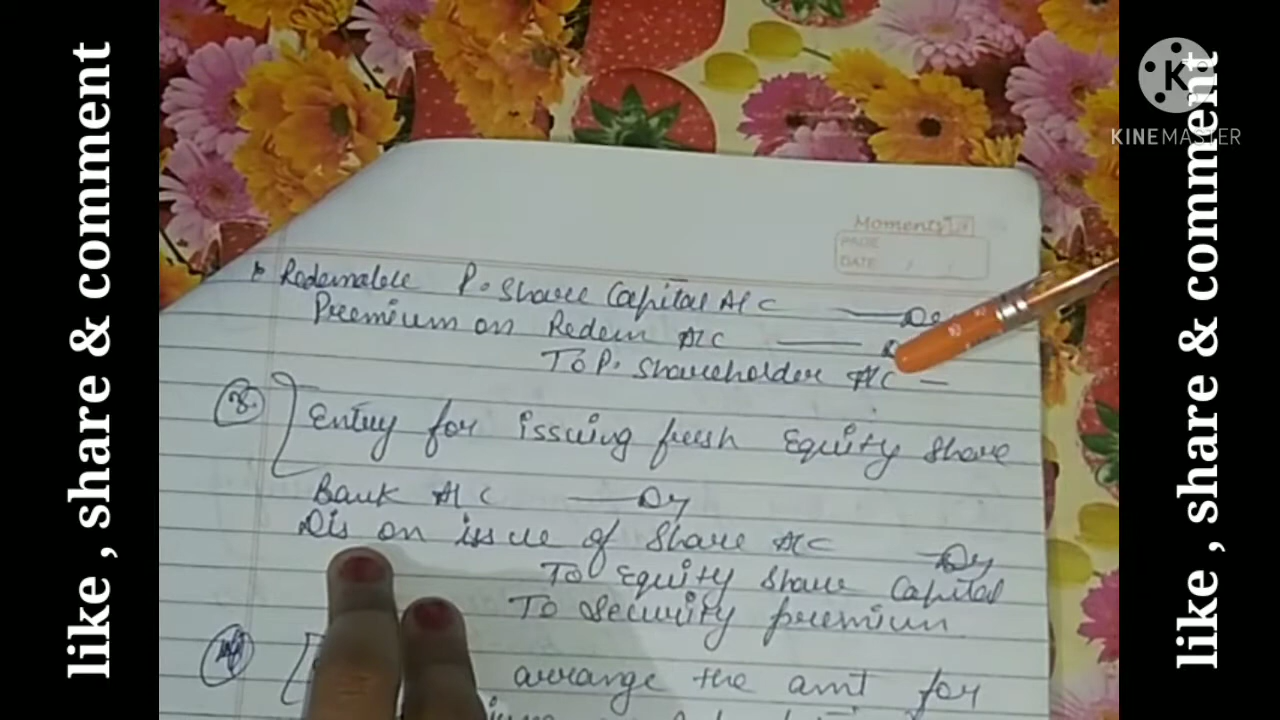 like , share & comment
KINEMASTER
Moments
PAGE
DATE
Redemable P. Share Capital A/C — Dr
Premium on Redem A/C —
To P. Shareholder A/C —
Entry for issuing fresh Equity Share
Bank A/C — Dr
Dis on issue of Share A/C — Dr
To Equity Share Capital
To Security premium
arrange the amt for
like , share & comment